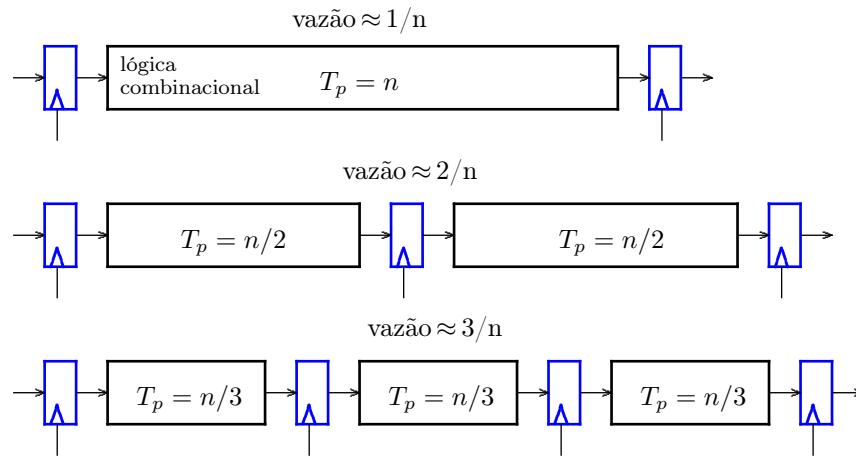 vazão ≈ 1/n
lógica
combinacional
T_p = n
vazão ≈ 2/n
T_p = n/2
T_p = n/2
vazão ≈ 3/n
T_p = n/3
T_p = n/3
T_p = n/3